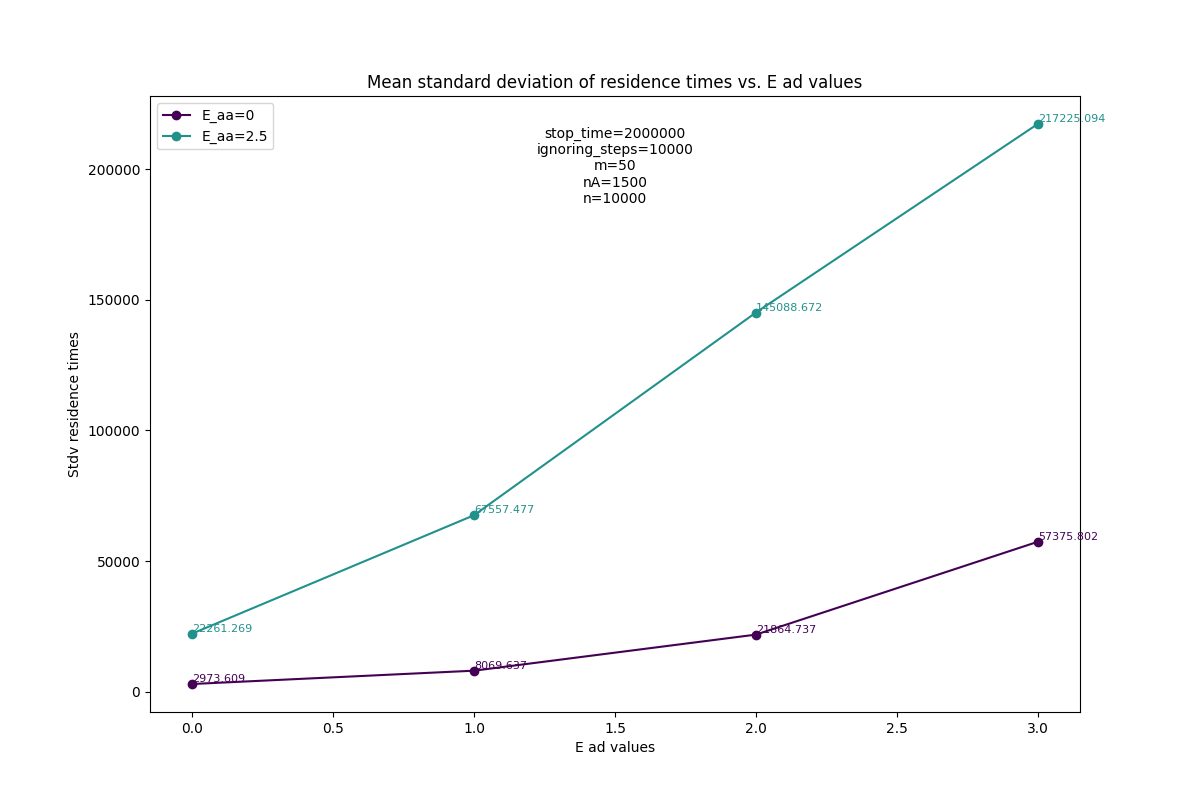 Mean standard deviation of residence times vs. E ad values
E_aa=0
E_aa=2.5
stop_time=2000000
ignoring_steps=10000
m=50
nA=1500
n=10000
217225.094
145088.672
67557.477
22261.269
57375.802
21864.737
8069.637
2973.609
200000
150000
100000
50000
0
Stdv residence times
0.0 0.5 1.0 1.5 2.0 2.5 3.0
E ad values